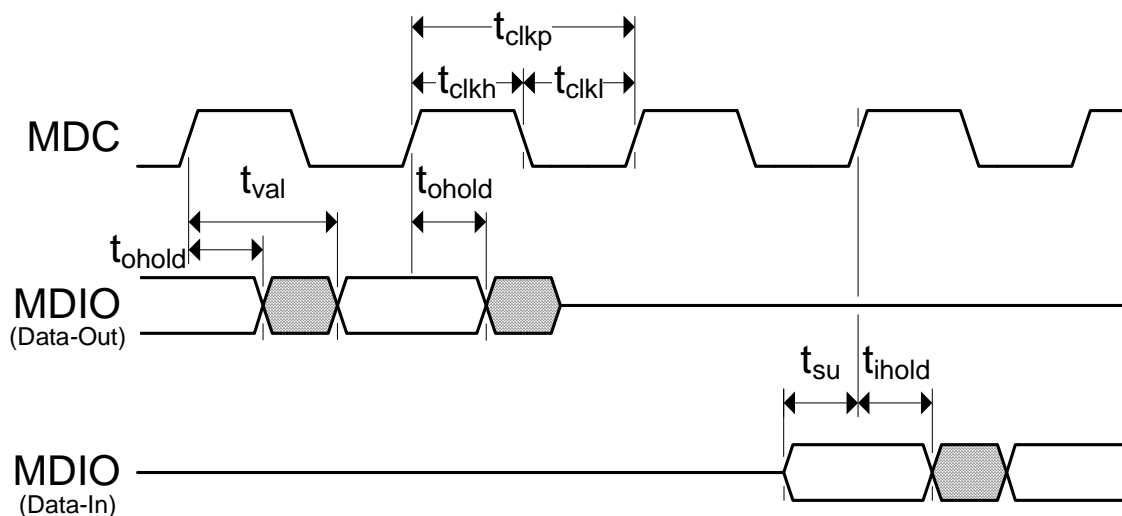 tclkp
tclkh
tclkl
MDC
tval
tohold
tohold
MDIO
(Data-Out)
tsu
tihold
MDIO
(Data-In)